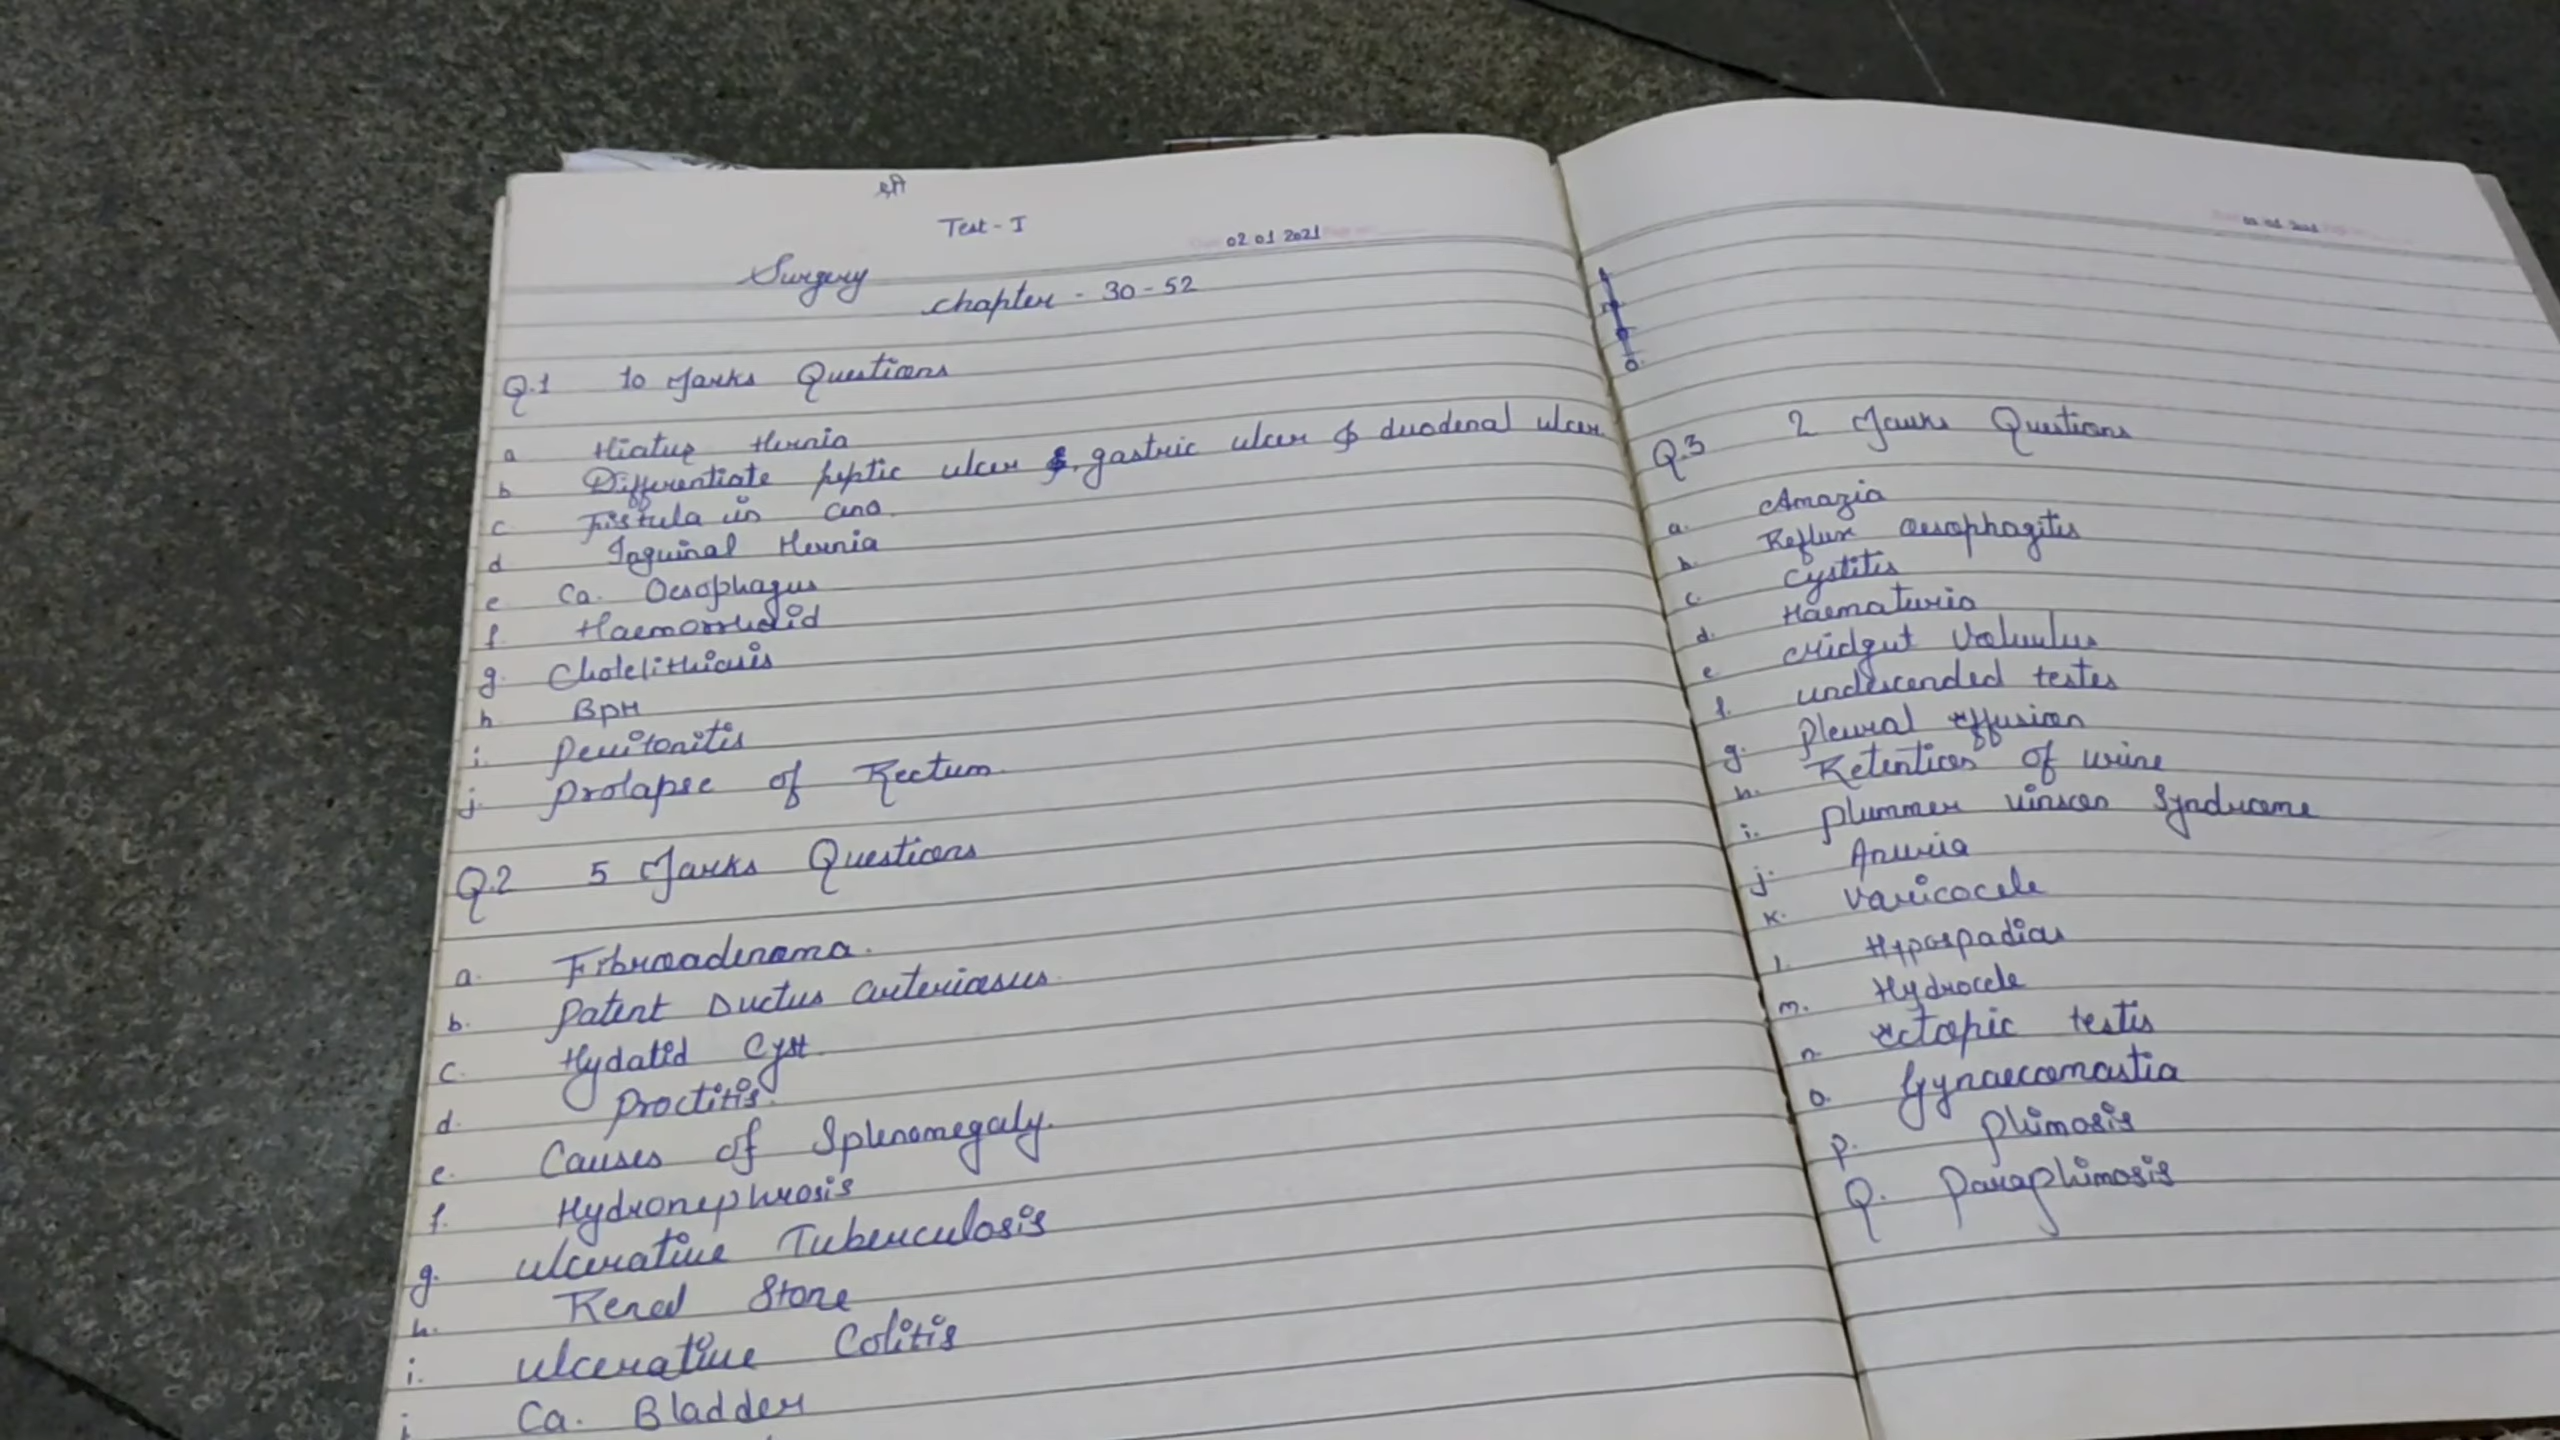 श्री
Test - I
02 01 2021
Surgery
chapter - 30 - 52
Q.1 10 Marks Questions
a Hiatus Hernia
b Differentiate peptic ulcer &, gastric ulcer & duodenal ulcer
c. Fistula in ano.
d Inguinal Hernia
e Ca. Oesophagus
f. Haemorrhoid
g. Cholelithiasis
h BPH
i. Peritonitis
j. Prolapse of Rectum.
Q.2 5 Marks Questions
a. Fibroadenoma.
b. Patent Ductus arteriosus.
c. Hydatid Cyst.
d. Proctitis.
e. Causes of Splenomegaly.
f. Hydronephrosis
g. ulcerative Tuberculosis
h. Renal Stone
i. ulcerative Colitis
j Ca. Bladder
Q.3 2 Marks Questions
a. Amazia
b. Reflux oesophagitis
c. Cystitis
d. Haematuria
e Midgut Volvulus
f. undescended testes
g. Pleural effusion
h. Retention of urine
i. Plummer vinson Syndrome
j. Anuria
k. Varicocele
l. Hypospadias
m. Hydrocele
n ectopic testis
o. Gynaecomastia
p. Phimosis
Q. Paraphimosis